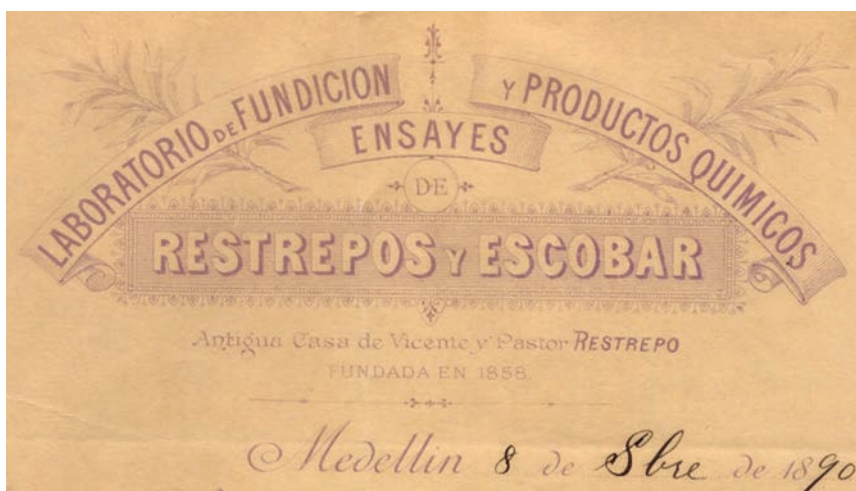 LABORATORIO DE FUNDICION
ENSAYES
Y PRODUCTOS QUIMICOS
DE
RESTREPOS Y ESCOBAR
Antigua Casa de Vicente y Pastor RESTREPO
FUNDADA EN 1858
Medellin 8 de 8bre de 1890